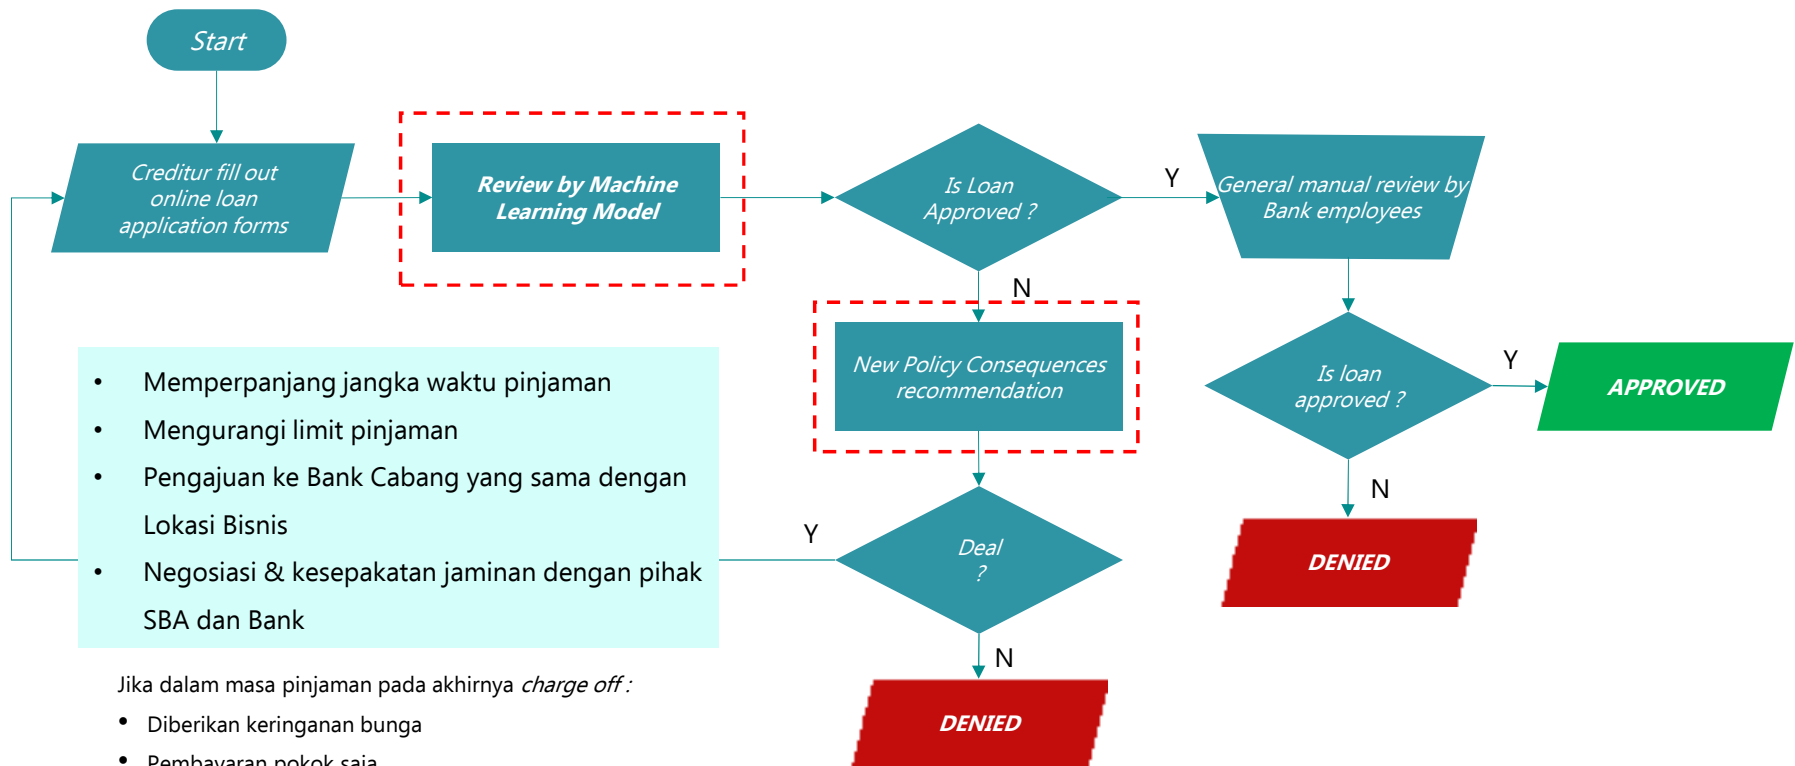 Start
Creditur fill out
online loan
application forms
Review by Machine
Learning Model
Is Loan
Approved ?
Y
General manual review by
Bank employees
N
New Policy Consequences
recommendation
Is loan
approved ?
Y
APPROVED
N
DENIED
• Memperpanjang jangka waktu pinjaman
• Mengurangi limit pinjaman
• Pengajuan ke Bank Cabang yang sama dengan
Lokasi Bisnis
• Negosiasi & kesepakatan jaminan dengan pihak
SBA dan Bank
Y
Deal
?
N
DENIED
Jika dalam masa pinjaman pada akhirnya charge off :
• Diberikan keringanan bunga
• Pembayaran pokok saja